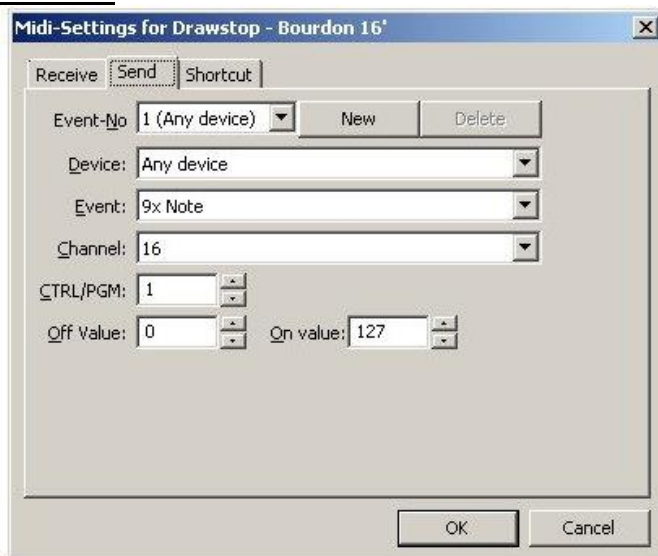 Midi-Settings for Drawstop - Bourdon 16'
Receive Send Shortcut
Event-No 1 (Any device) New Delete
Device: Any device
Event: 9x Note
Channel: 16
CTRL/PGM: 1
Off Value: 0 On value: 127
OK Cancel